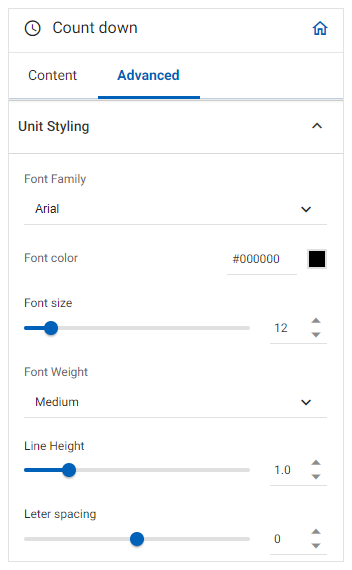 Count down
Content Advanced
Unit Styling
Font Family
Arial
Font color #000000
Font size
12
Font Weight
Medium
Line Height
1.0
Leter spacing
0